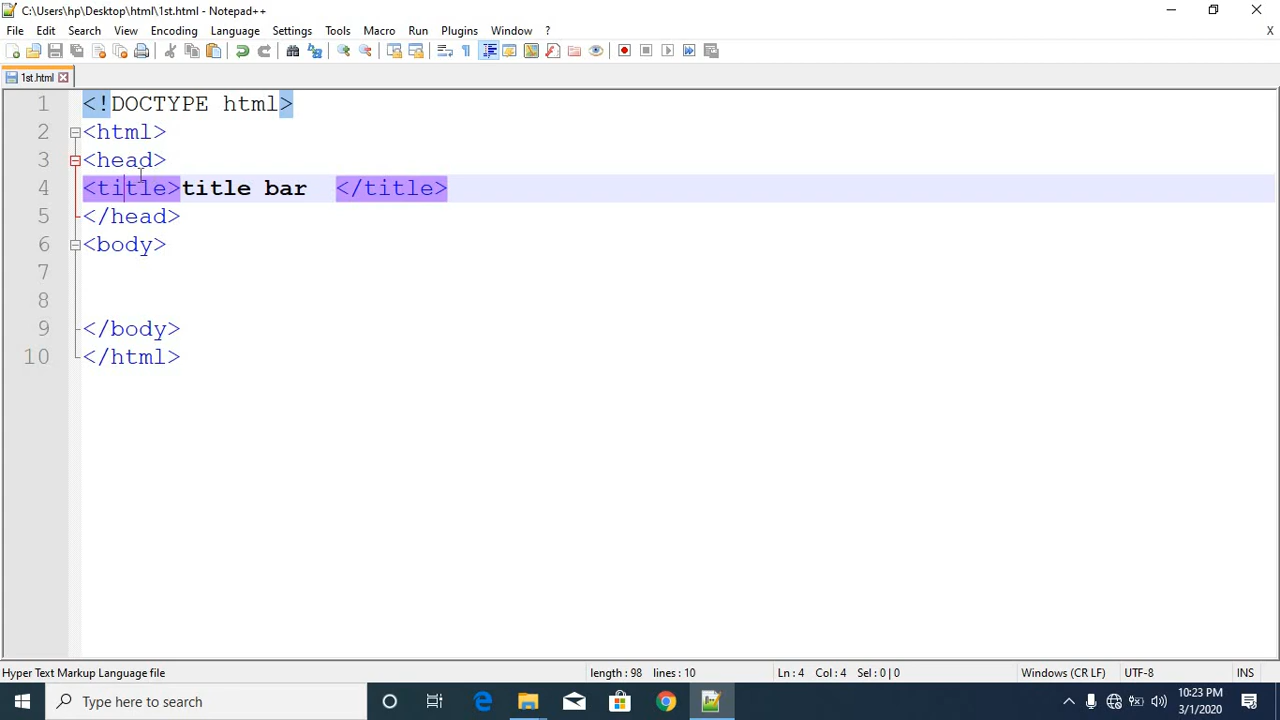 C:\Users\hp\Desktop\html\1st.html - Notepad++
File Edit Search View Encoding Language Settings Tools Macro Run Plugins Window ? X
1st.html
1 <!DOCTYPE html>
2 <html>
3 <head>
4 <title>title bar </title>
5 </head>
6 <body>
7
8
9 </body>
10 </html>
Hyper Text Markup Language file length : 98 lines : 10 Ln : 4 Col : 4 Sel : 0 | 0 Windows (CR LF) UTF-8 INS
Type here to search
10:23 PM
3/1/2020